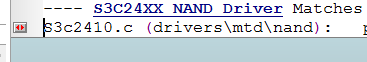 ---- S3C24XX NAND Driver Matches
S3c2410.c (drivers\mtd\nand):